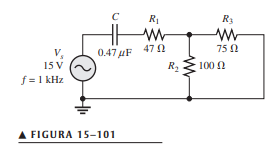 C
R1
R3
Vs
15 V
f = 1 kHz
0.47 μF
47 Ω
75 Ω
R2
100 Ω
▲ FIGURA 15–101